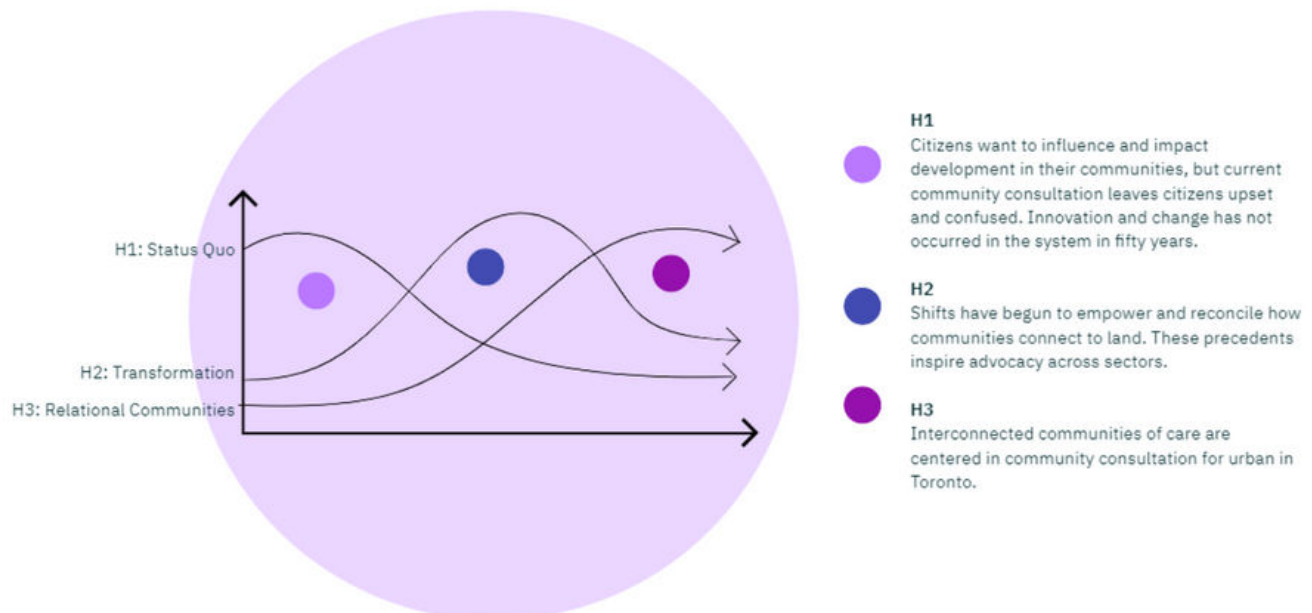 H1: Status Quo
H2: Transformation
H3: Relational Communities
H1
Citizens want to influence and impact
development in their communities, but current
community consultation leaves citizens upset
and confused. Innovation and change has not
occurred in the system in fifty years.
H2
Shifts have begun to empower and reconcile how
communities connect to land. These precedents
inspire advocacy across sectors.
H3
Interconnected communities of care are
centered in community consultation for urban in
Toronto.